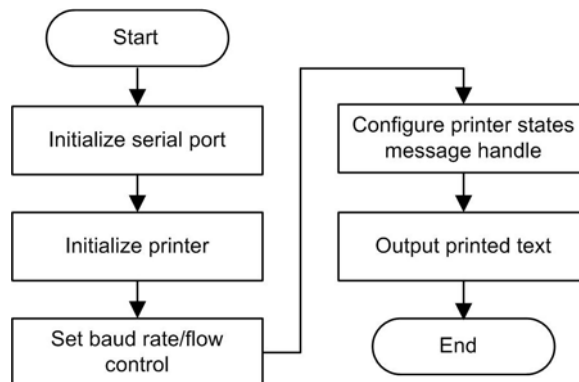 Start
Initialize serial port
Initialize printer
Set baud rate/flow
control
Configure printer states
message handle
Output printed text
End